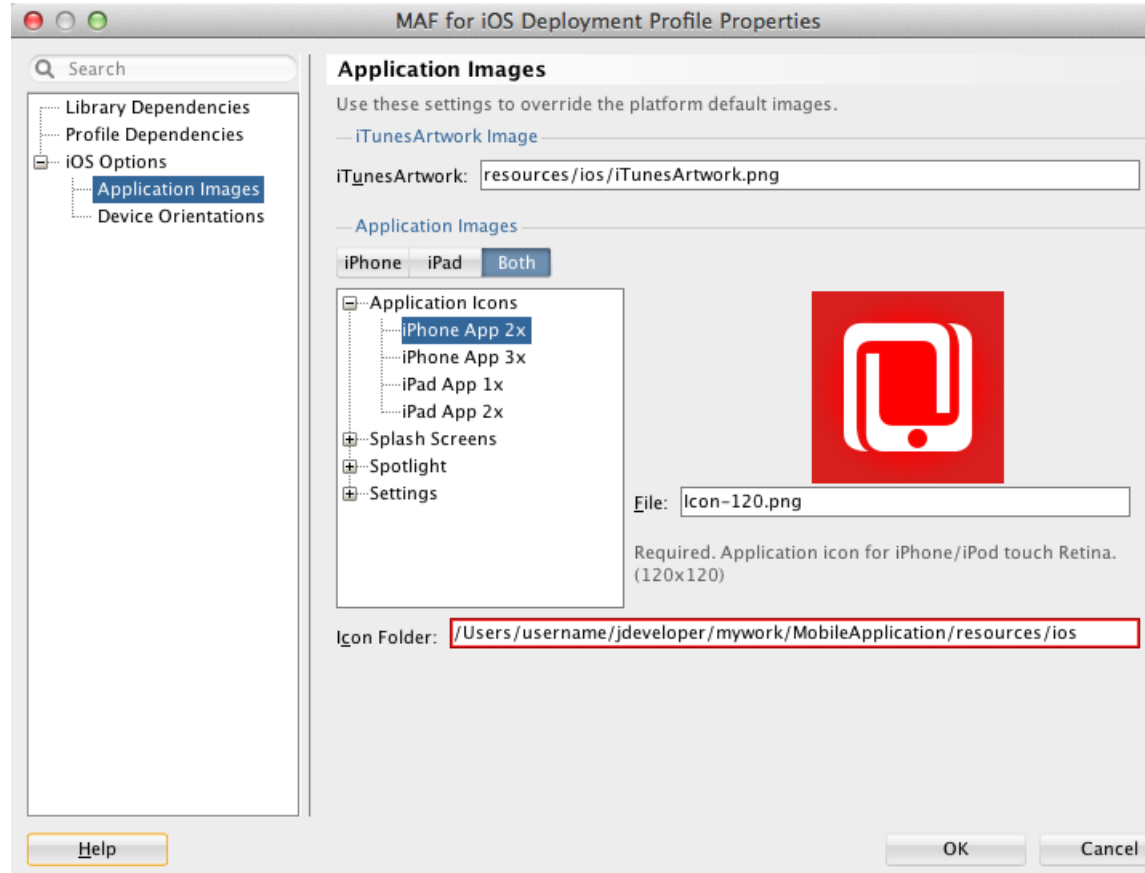 MAF for iOS Deployment Profile Properties
Search
Library Dependencies
Profile Dependencies
iOS Options
Application Images
Device Orientations
Application Images
Use these settings to override the platform default images.
iTunesArtwork Image
iTunesArtwork: resources/ios/iTunesArtwork.png
Application Images
iPhone iPad Both
Application Icons
iPhone App 2x
iPhone App 3x
iPad App 1x
iPad App 2x
Splash Screens
Spotlight
Settings
File: Icon-120.png
Required. Application icon for iPhone/iPod touch Retina.
(120x120)
Icon Folder: /Users/username/jdeveloper/mywork/MobileApplication/resources/ios
Help OK Cancel